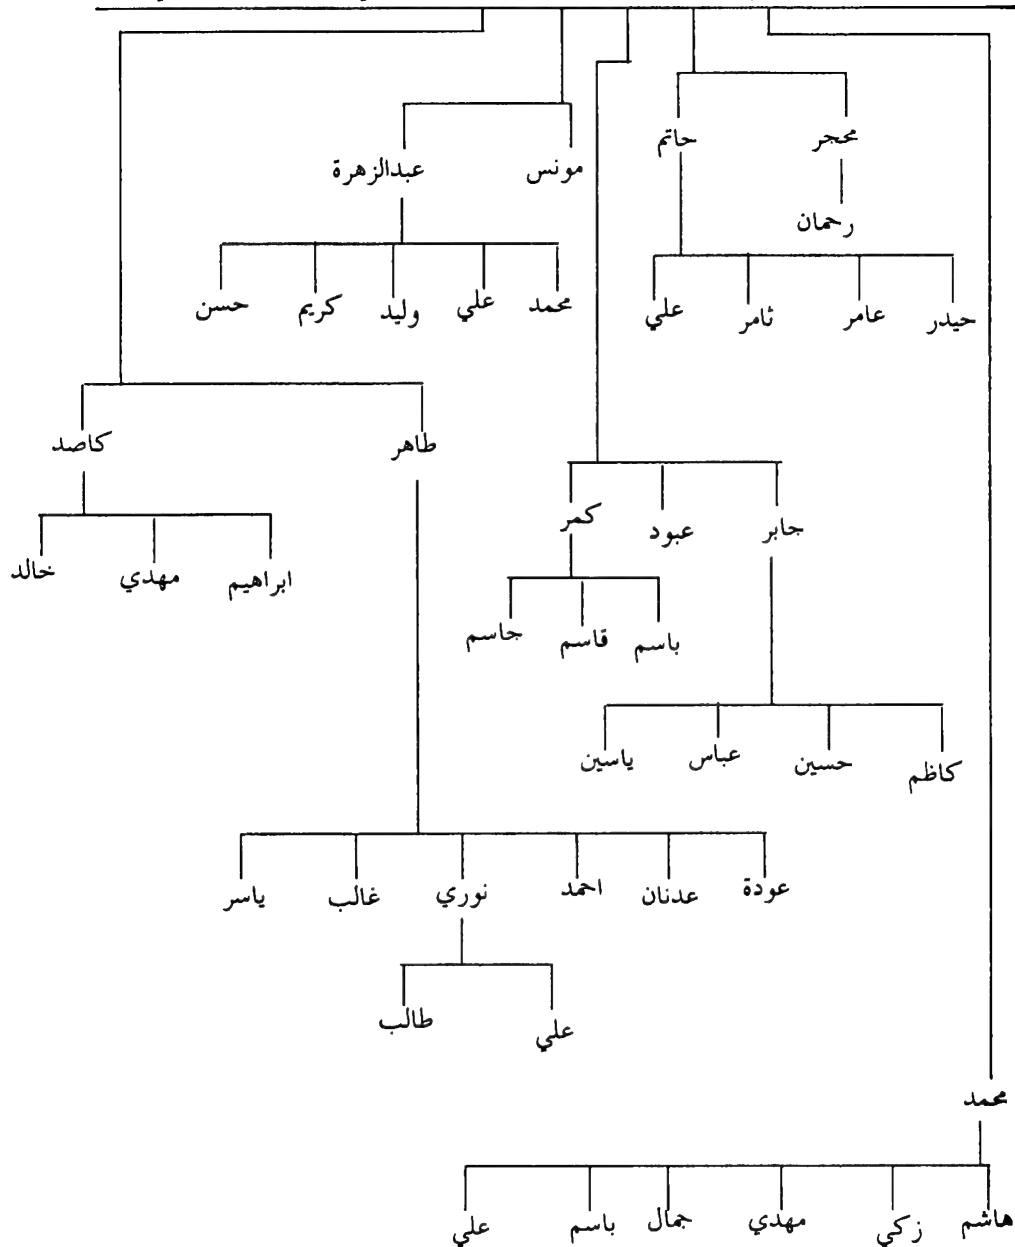 محجر حاتم
مونس عبدالزهرة
رحمان
حيدر عامر ثامر علي
محمد علي وليد كريم حسن
طاهر كاصد
جابر عبود كمر
ابراهيم مهدي خالد
باسم قاسم جاسم
كاظم حسين عباس ياسين
عودة عدنان احمد نوري غالب ياسر
علي طالب
محمد
هاشم زكي مهدي جمال باسم علي